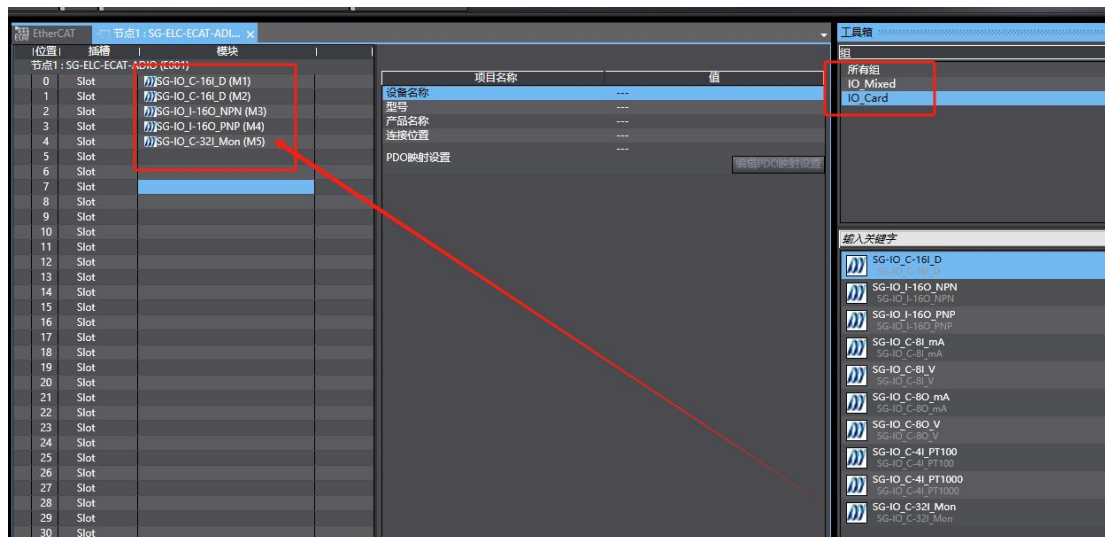 EtherCAT
节点1 : SG-ELC-ECAT-ADI... ×
位置 插槽 模块
节点1 : SG-ELC-ECAT-ADIO (E001)
0 Slot SG-IO_C-16I_D (M1)
1 Slot SG-IO_C-16I_D (M2)
2 Slot SG-IO_I-16O_NPN (M3)
3 Slot SG-IO_I-16O_PNP (M4)
4 Slot SG-IO_C-32I_Mon (M5)
5 Slot
6 Slot
7 Slot
8 Slot
9 Slot
10 Slot
11 Slot
12 Slot
13 Slot
14 Slot
15 Slot
16 Slot
17 Slot
18 Slot
19 Slot
20 Slot
21 Slot
22 Slot
23 Slot
24 Slot
25 Slot
26 Slot
27 Slot
28 Slot
29 Slot
30 Slot
项目名称 值
设备名称 ---
型号 ---
产品名称 ---
连接位置 ---
PDO映射设置 ---
编辑PDO映射设置
工具箱
组
所有组
IO_Mixed
IO_Card
输入关键字
SG-IO_C-16I_D
SG-IO_C-16I_D
SG-IO_I-16O_NPN
SG-IO_I-16O_NPN
SG-IO_I-16O_PNP
SG-IO_I-16O_PNP
SG-IO_C-8I_mA
SG-IO_C-8I_mA
SG-IO_C-8I_V
SG-IO_C-8I_V
SG-IO_C-8O_mA
SG-IO_C-8O_mA
SG-IO_C-8O_V
SG-IO_C-8O_V
SG-IO_C-4I_PT100
SG-IO_C-4I_PT100
SG-IO_C-4I_PT1000
SG-IO_C-4I_PT1000
SG-IO_C-32I_Mon
SG-IO_C-32I_Mon